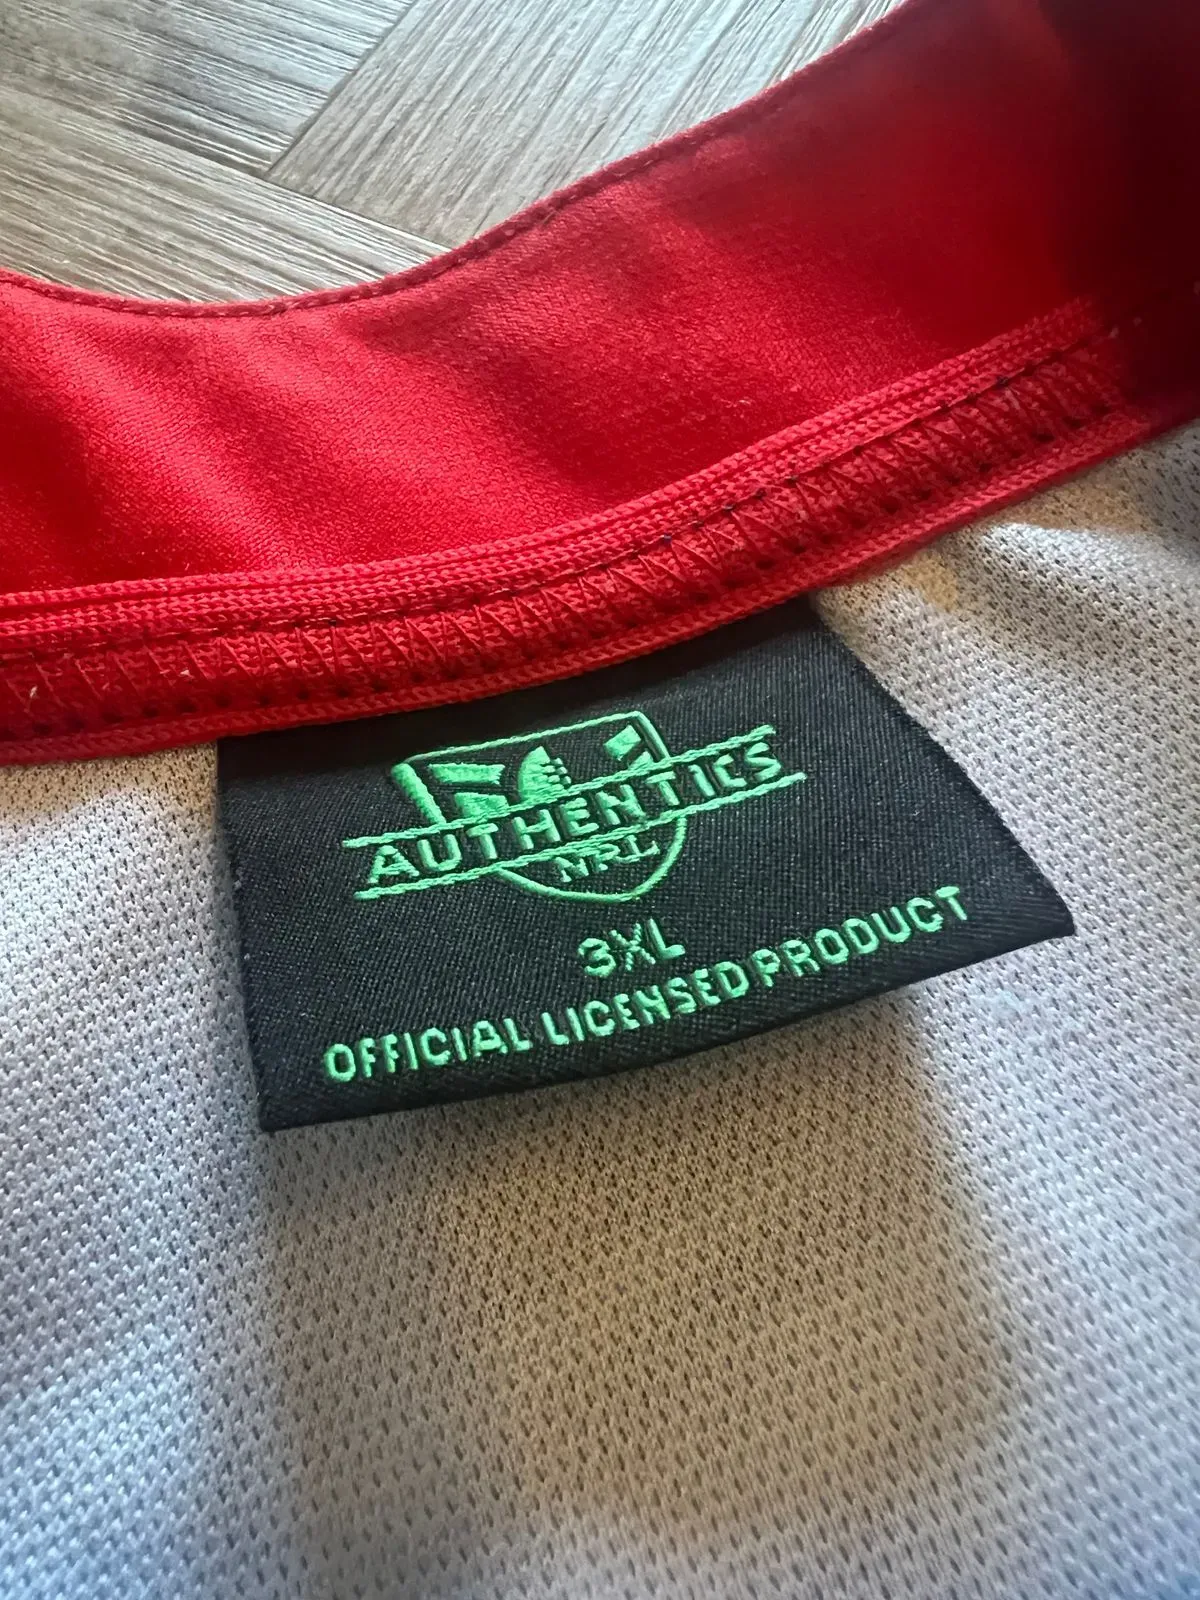 AUTHENTICS
NRL
3XL
OFFICIAL LICENSED PRODUCT